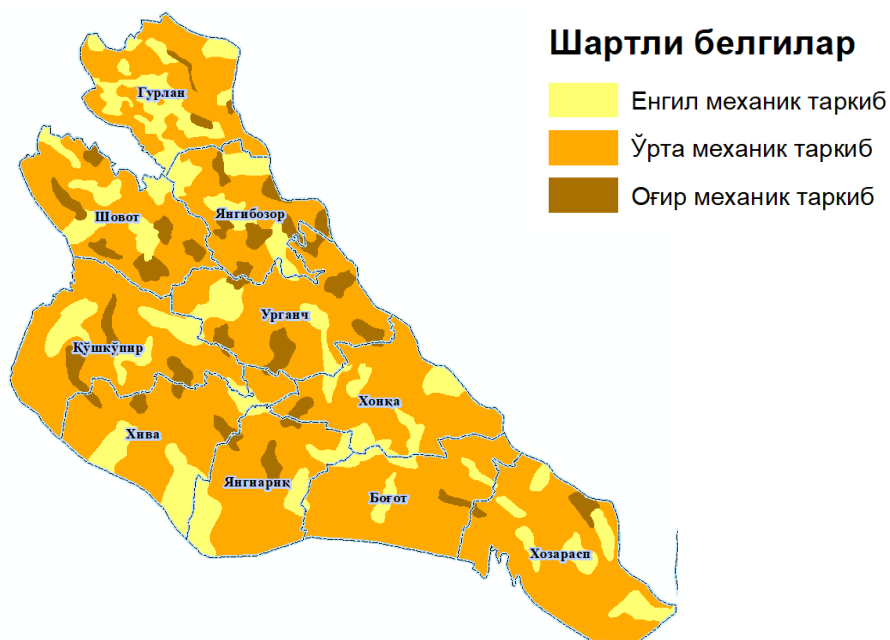 Шартли белгилар
Енгил механик таркиб
Ўрта механик таркиб
Оғир механик таркиб
Гурлан
Шовот
Янгибозор
Урганч
Қўшкўпир
Хонқа
Хива
Янгиариқ
Боғот
Хозарасп